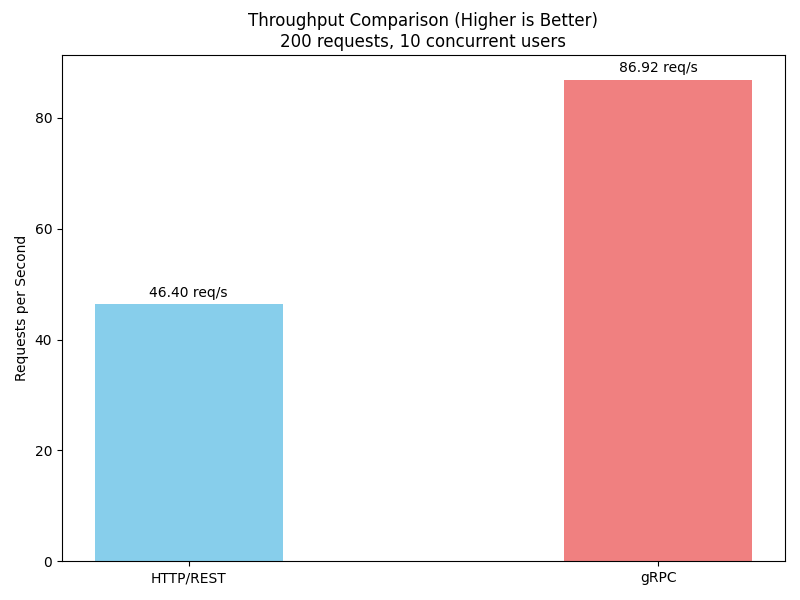 Throughput Comparison (Higher is Better)
200 requests, 10 concurrent users
86.92 req/s
46.40 req/s
Requests per Second
80
60
40
20
0
HTTP/REST
gRPC